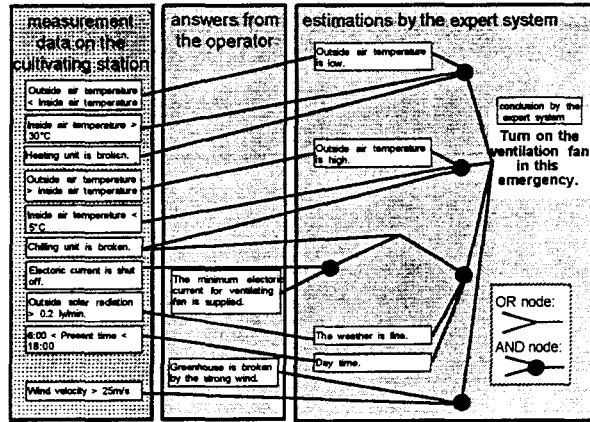 measurement
data on the
cultivating station
Outside air temperature
< Inside air temperature
Inside air temperature >
30°C
Heating unit is broken.
Outside air temperature
> Inside air temperature
Inside air temperature <
5°C
Chilling unit is broken.
Electoric current is shut
off.
Outside solar rediation
> 0.2 ly/min.
6:00 < Present time <
18:00
Wind velocity > 25m/s
answers from
the operator
The minimum electoric
current for ventilating
fan is supplied.
Greenhouse is broken
by the strong wind.
estimations by the expert system
Outside air temperature
is low.
Outside air temperature
is high.
The weather is fine.
Day time.
conclusion by the
expert system
Turn on the
ventilation fan
in this
emergency.
OR node:
AND node: